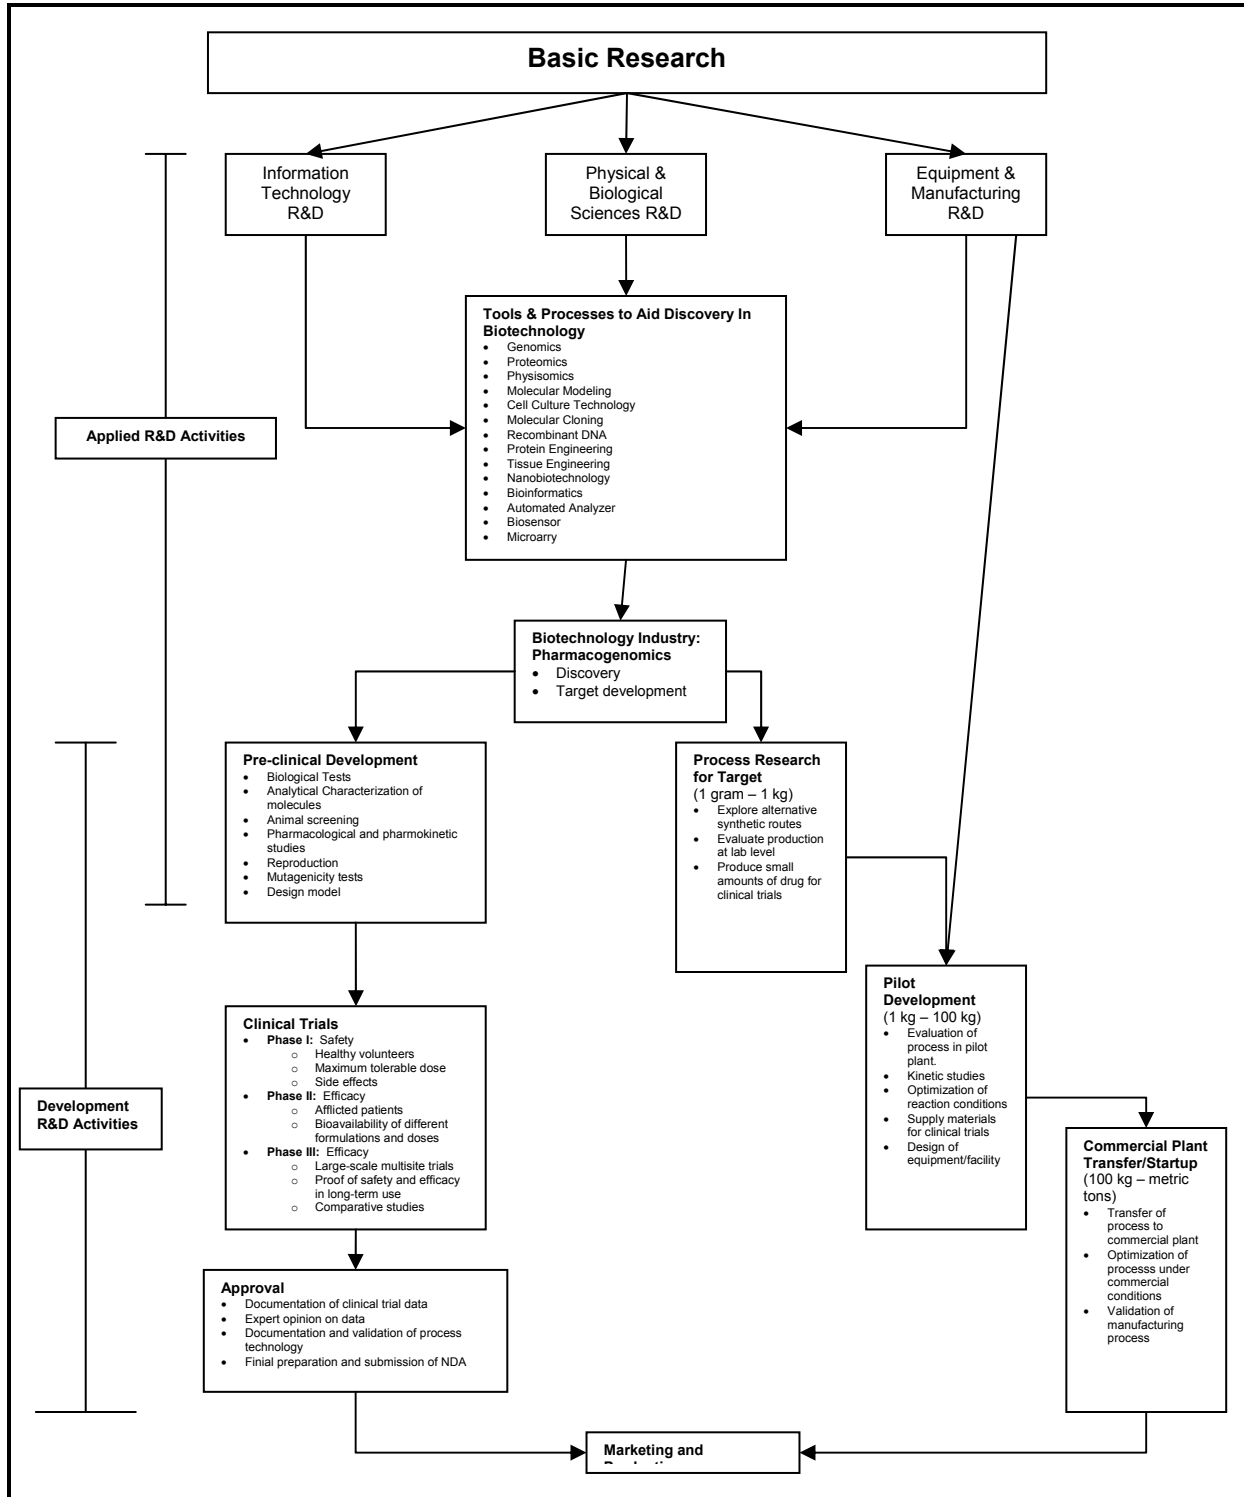 Basic Research
Information
Technology
R&D
Physical &
Biological
Sciences R&D
Equipment &
Manufacturing
R&D
Tools & Processes to Aid Discovery In
Biotechnology
• Genomics
• Proteomics
• Physisomics
• Molecular Modeling
• Cell Culture Technology
• Molecular Cloning
• Recombinant DNA
• Protein Engineering
• Tissue Engineering
• Nanobiotechnology
• Bioinformatics
• Automated Analyzer
• Biosensor
• Microarry
Applied R&D Activities
Biotechnology Industry:
Pharmacogenomics
• Discovery
• Target development
Pre-clinical Development
• Biological Tests
• Analytical Characterization of
molecules
• Animal screening
• Pharmacological and pharmokinetic
studies
• Reproduction
• Mutagenicity tests
• Design model
Process Research
for Target
(1 gram – 1 kg)
• Explore alternative
synthetic routes
• Evaluate production
at lab level
• Produce small
amounts of drug for
clinical trials
Pilot
Development
(1 kg – 100 kg)
• Evaluation of
process in pilot
plant.
• Kinetic studies
• Optimization of
reaction conditions
• Supply materials
for clinical trials
• Design of
equipment/facility
Clinical Trials
• Phase I: Safety
o Healthy volunteers
o Maximum tolerable dose
o Side effects
• Phase II: Efficacy
o Afflicted patients
o Bioavailability of different
formulations and doses
• Phase III: Efficacy
o Large-scale multisite trials
o Proof of safety and efficacy
in long-term use
o Comparative studies
Development
R&D Activities
Commercial Plant
Transfer/Startup
(100 kg – metric
tons)
• Transfer of
process to
commercial plant
• Optimization of
processs under
commercial
conditions
• Validation of
manufacturing
process
Approval
• Documentation of clinical trial data
• Expert opinion on data
• Documentation and validation of process
technology
• Finial preparation and submission of NDA
Marketing and